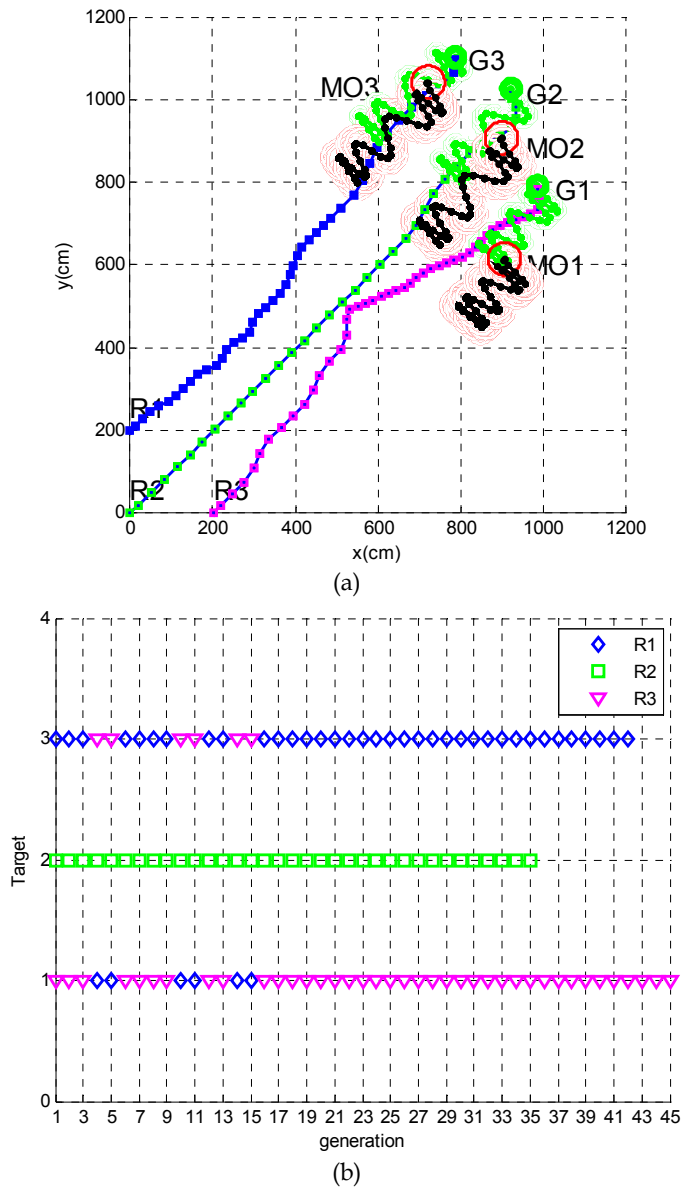 G3
MO3
G2
MO2
G1
MO1
R1
R2
R3
y(cm)
1000
800
600
400
200
0
0 200 400 600 800 1000 1200
x(cm)
(a)
4
3
2
1
0
Target
R1
R2
R3
1 3 5 7 9 11 13 15 17 19 21 23 25 27 29 31 33 35 37 39 41 43 45
generation
(b)